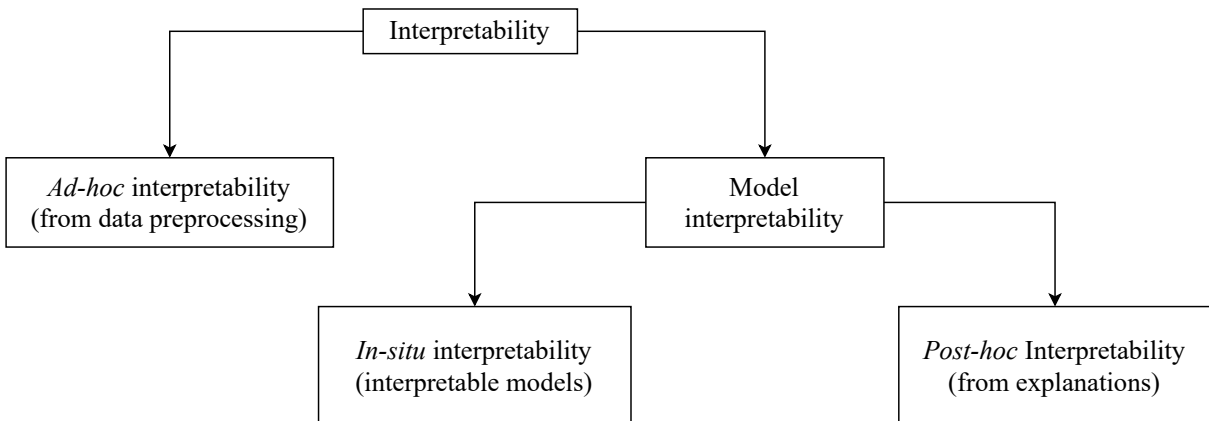 Interpretability
Ad-hoc interpretability
(from data preprocessing)
Model
interpretability
In-situ interpretability
(interpretable models)
Post-hoc Interpretability
(from explanations)